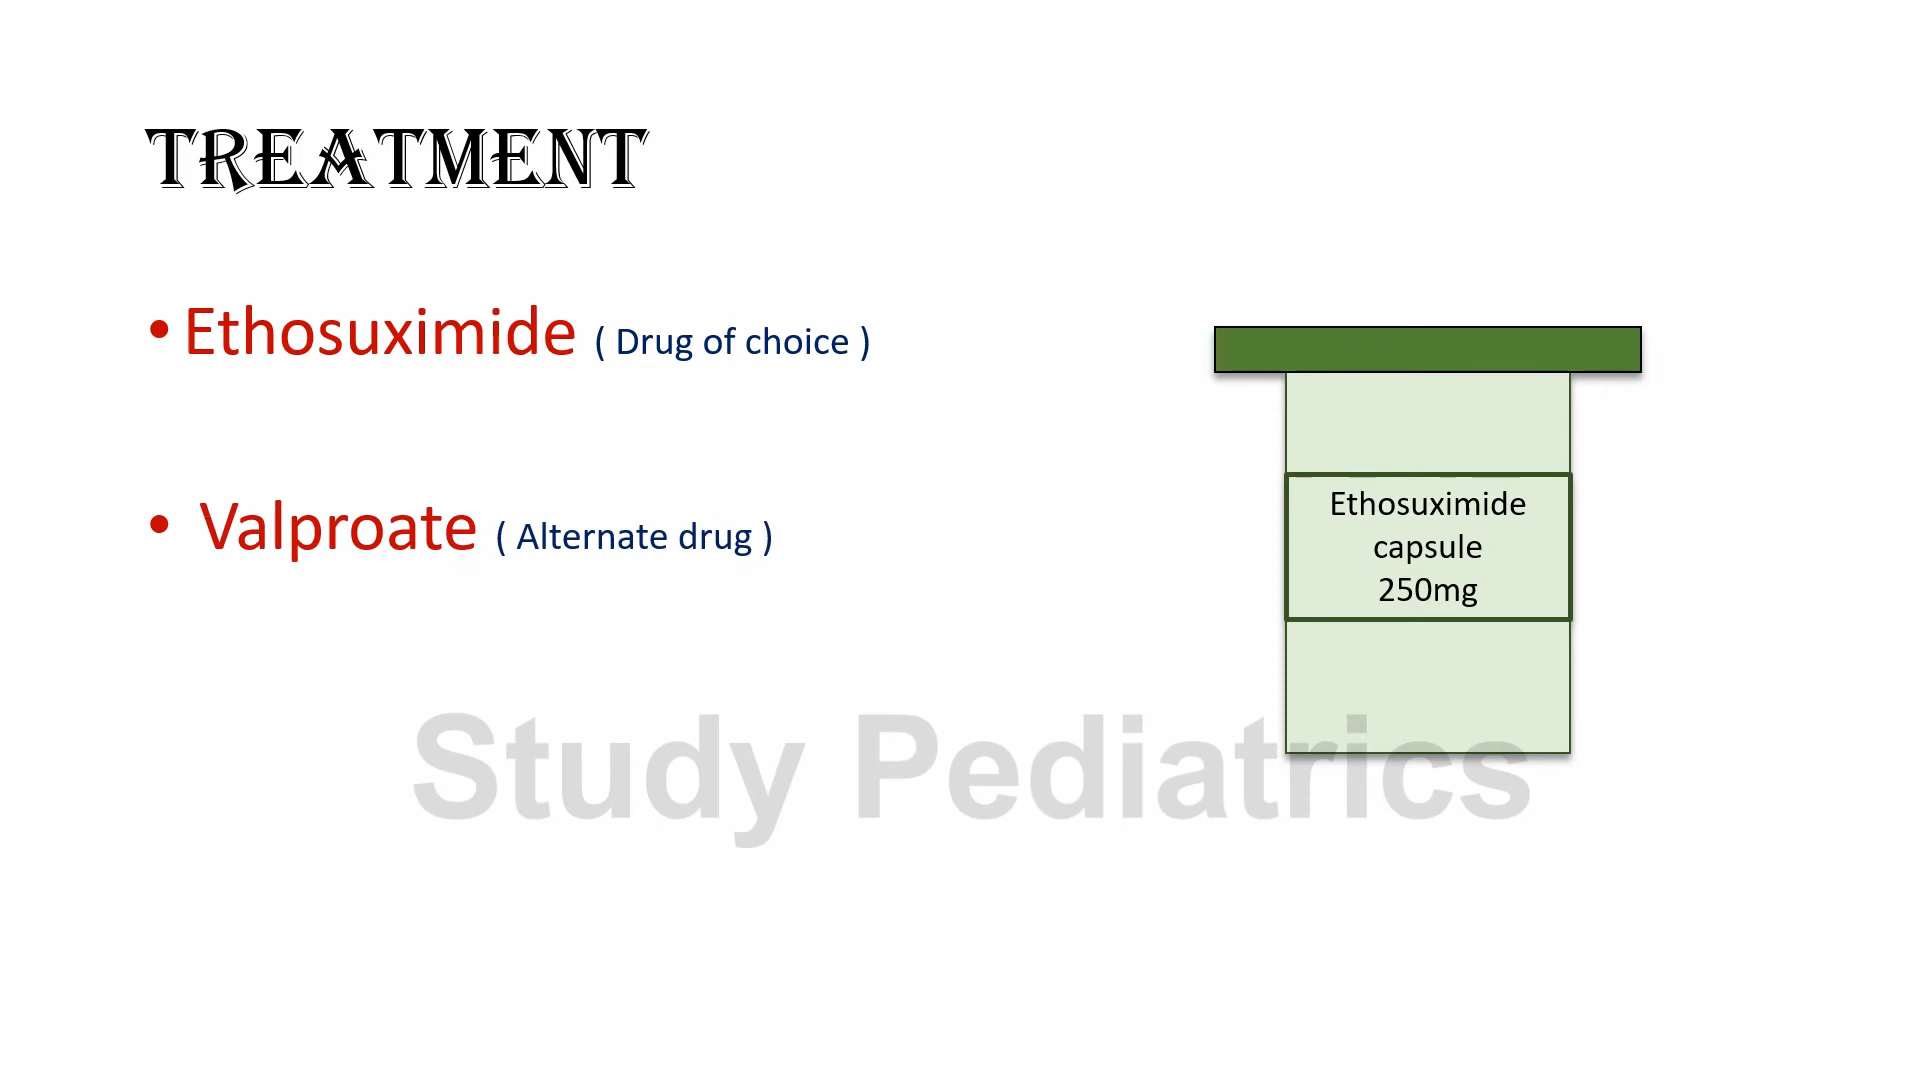 TREATMENT
• Ethosuximide ( Drug of choice )
• Valproate ( Alternate drug )
Ethosuximide
capsule
250mg
Study Pediatrics